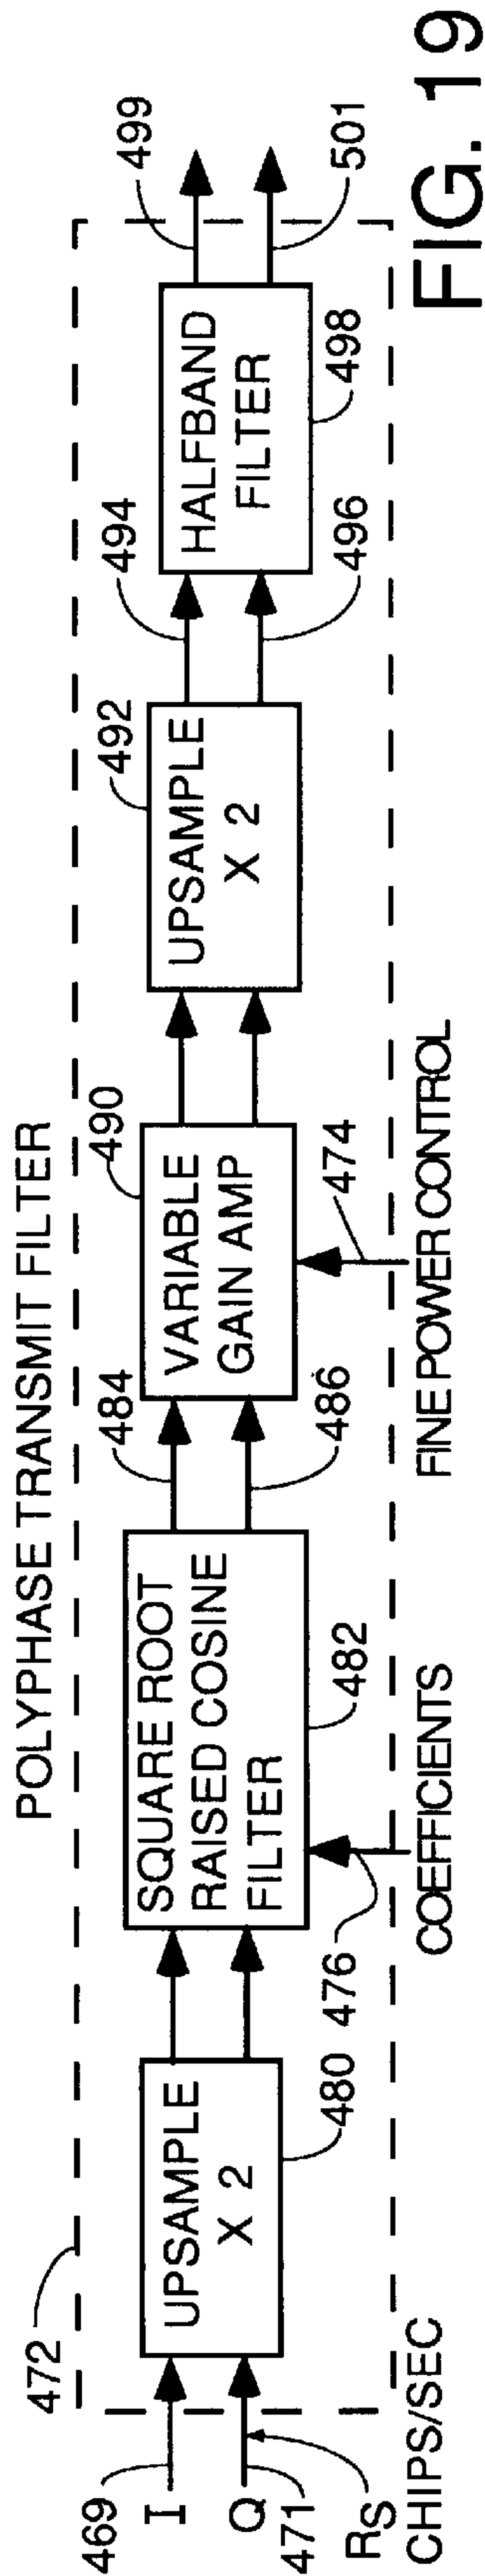 POLYPHASE TRANSMIT FILTER
472
469
I
Q
471
RS
CHIPS/SEC
UPSAMPLE
X 2
480
SQUARE ROOT
RAISED COSINE
FILTER
482
476
COEFFICIENTS
484
486
VARIABLE
GAIN AMP
490
474
FINE POWER CONTROL
UPSAMPLE
X 2
492
494
496
HALFBAND
FILTER
498
499
501
FIG. 19